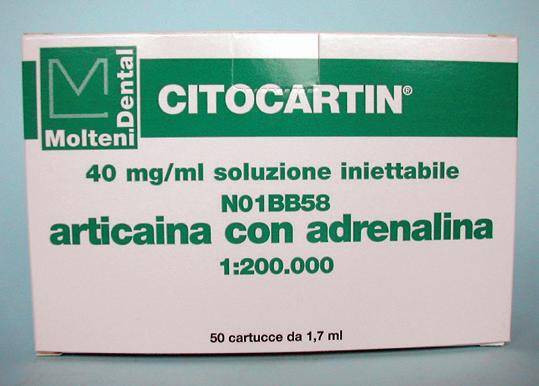 Molteni Dental
CITOCARTIN®
40 mg/ml soluzione iniettabile
N01BB58
articaina con adrenalina
1:200.000
50 cartucce da 1,7 ml